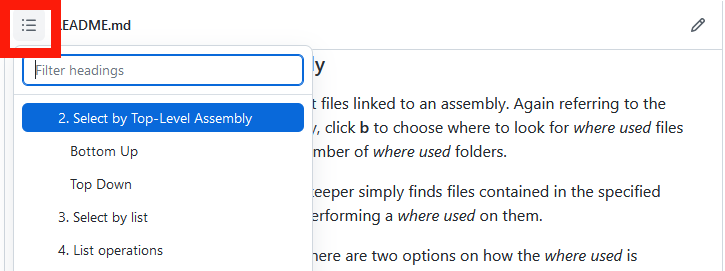 EADME.md
Filter headings
ly
2. Select by Top-Level Assembly
t files linked to an assembly. Again referring to the
Bottom Up
y, click b to choose where to look for where used files
mber of where used folders.
Top Down
keeper simply finds files contained in the specified
3. Select by list
erforming a where used on them.
4. List operations
here are two options on how the where used is